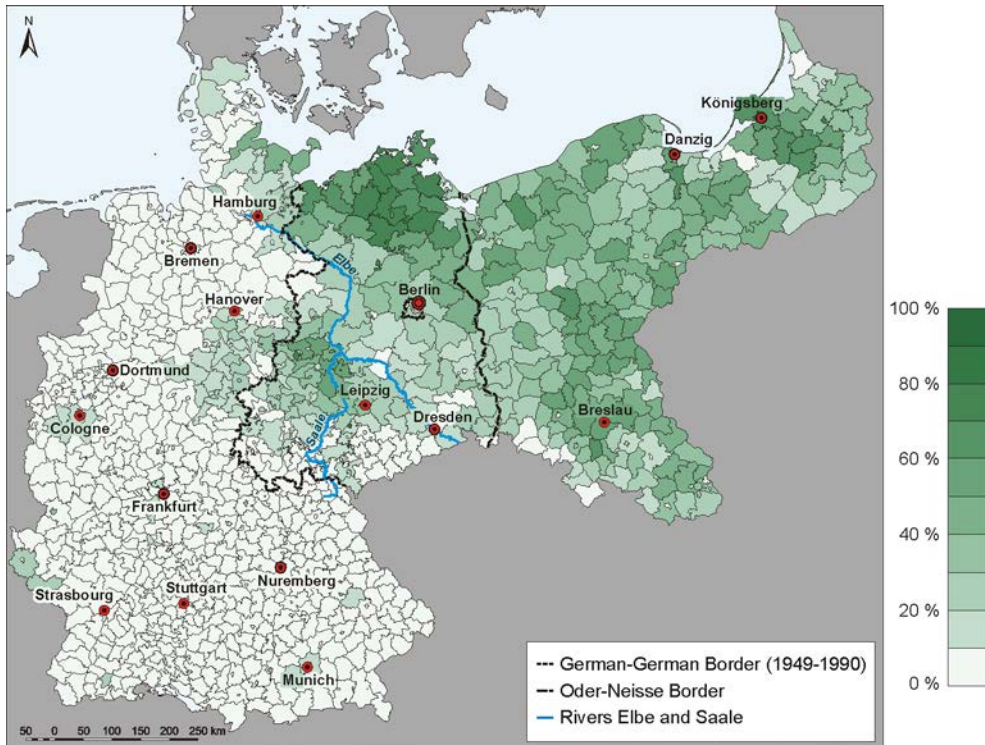 N
Königsberg
Danzig
Hamburg
Elbe
Bremen
Berlin
Hanover
Dortmund
Leipzig
Cologne
Saale
Dresden
Breslau
Frankfurt
Nuremberg
Strasbourg
Stuttgart
Munich
100 %
80 %
60 %
40 %
20 %
0 %
German-German Border (1949-1990)
Oder-Neisse Border
Rivers Elbe and Saale
50 0 50 100 150 200 250 km